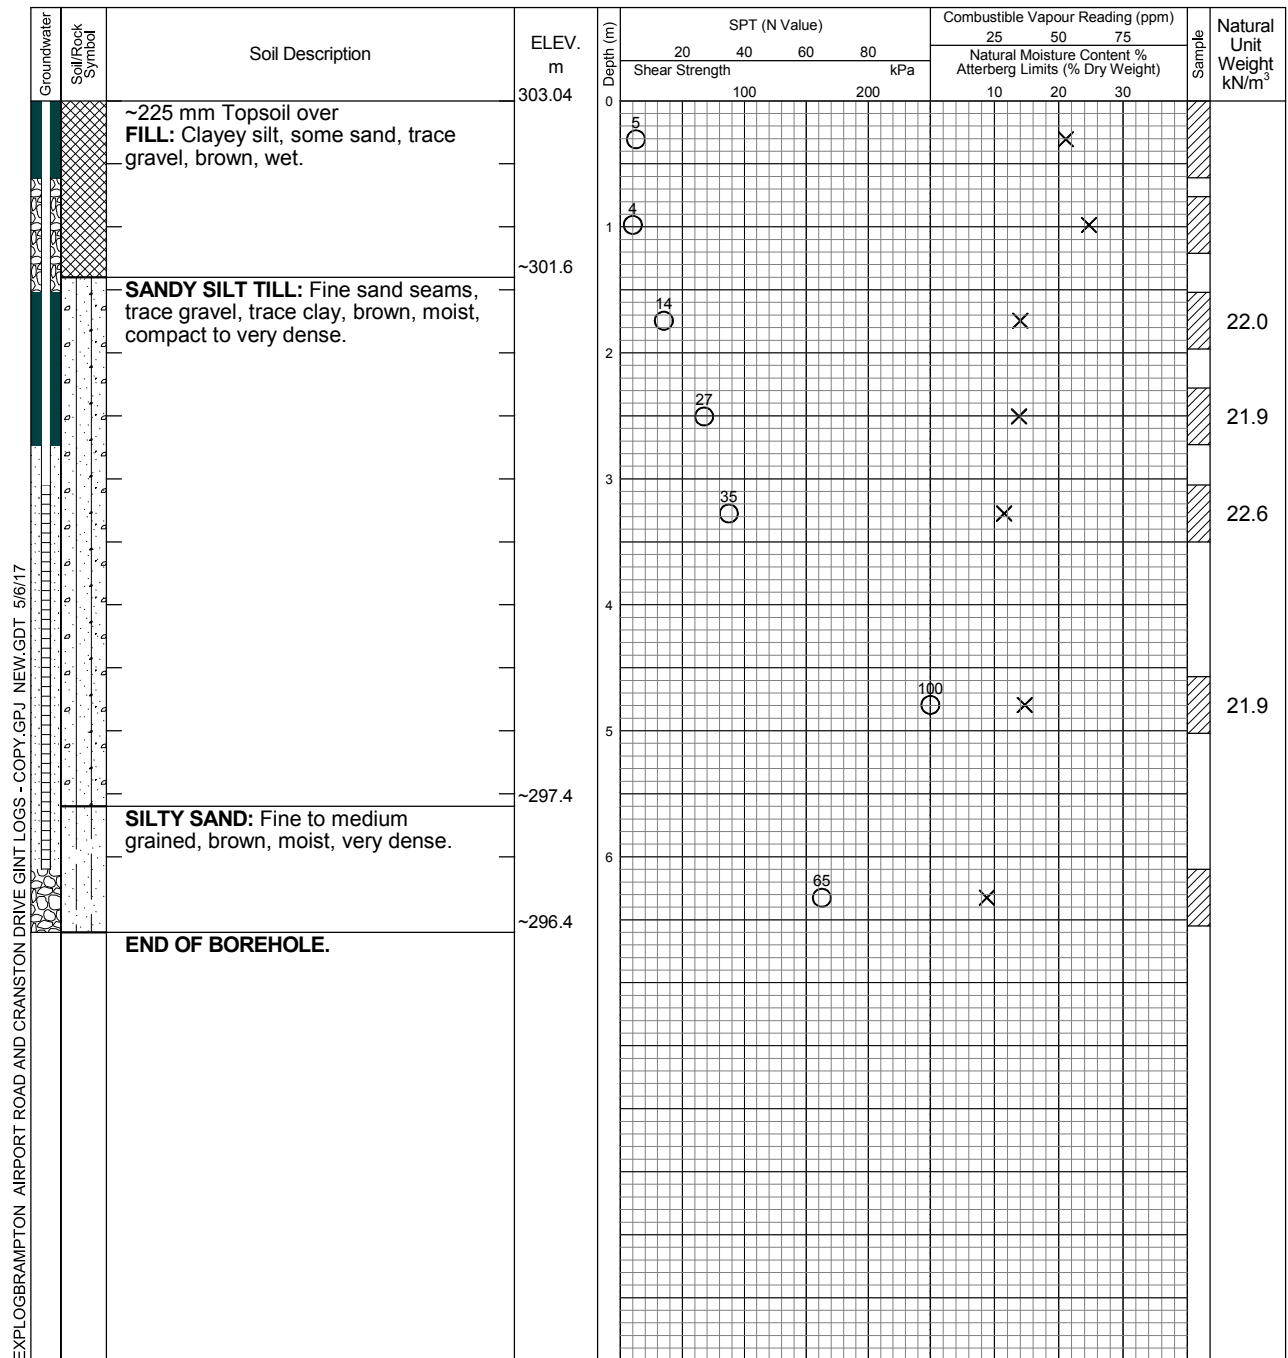 Groundwater
Soil/Rock
Symbol
Soil Description
ELEV.
m
303.04
Depth (m)
SPT (N Value)
20 40 60 80
Shear Strength kPa
100 200
Combustible Vapour Reading (ppm)
25 50 75
Natural Moisture Content %
Atterberg Limits (% Dry Weight)
10 20 30
Sample
Natural
Unit
Weight
kN/m³
0
~225 mm Topsoil over
FILL: Clayey silt, some sand, trace
gravel, brown, wet.
5
4
1
~301.6
SANDY SILT TILL: Fine sand seams,
trace gravel, trace clay, brown, moist,
compact to very dense.
14
22.0
2
27
21.9
3
35
22.6
4
100
21.9
5
~297.4
SILTY SAND: Fine to medium
grained, brown, moist, very dense.
6
65
~296.4
END OF BOREHOLE.
EXPLOGBRAMPTON AIRPORT ROAD AND CRANSTON DRIVE GINT LOGS - COPY.GPJ NEW.GDT 5/6/17